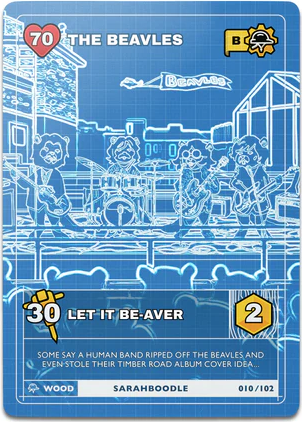 70 THE BEAVLES B
BEAVLES
30 LET IT BE-AVER 2
SOME SAY A HUMAN BAND RIPPED OFF THE BEAVLES AND
EVEN STOLE THEIR TIMBER ROAD ALBUM COVER IDEA...
WOOD SARAHBOODLE 010/102